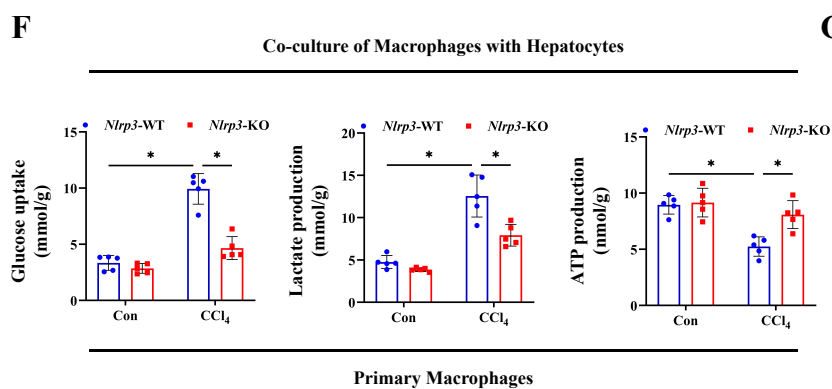 F
Co-culture of Macrophages with Hepatocytes
Nlrp3-WT Nlrp3-KO
Glucose uptake
(mmol/g)
15
10
5
0
* *
Con CCl4
Nlrp3-WT Nlrp3-KO
Lactate production
(mmol/g)
20
15
10
5
0
* *
Con CCl4
Nlrp3-WT Nlrp3-KO
ATP production
(nmol/g)
15
10
5
0
* *
Con CCl4
Primary Macrophages